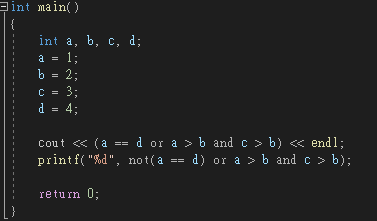 int main()
{
int a, b, c, d;
a = 1;
b = 2;
c = 3;
d = 4;
cout << (a == d or a > b and c > b) << endl;
printf("%d", not(a == d) or a > b and c > b);
return 0;
}